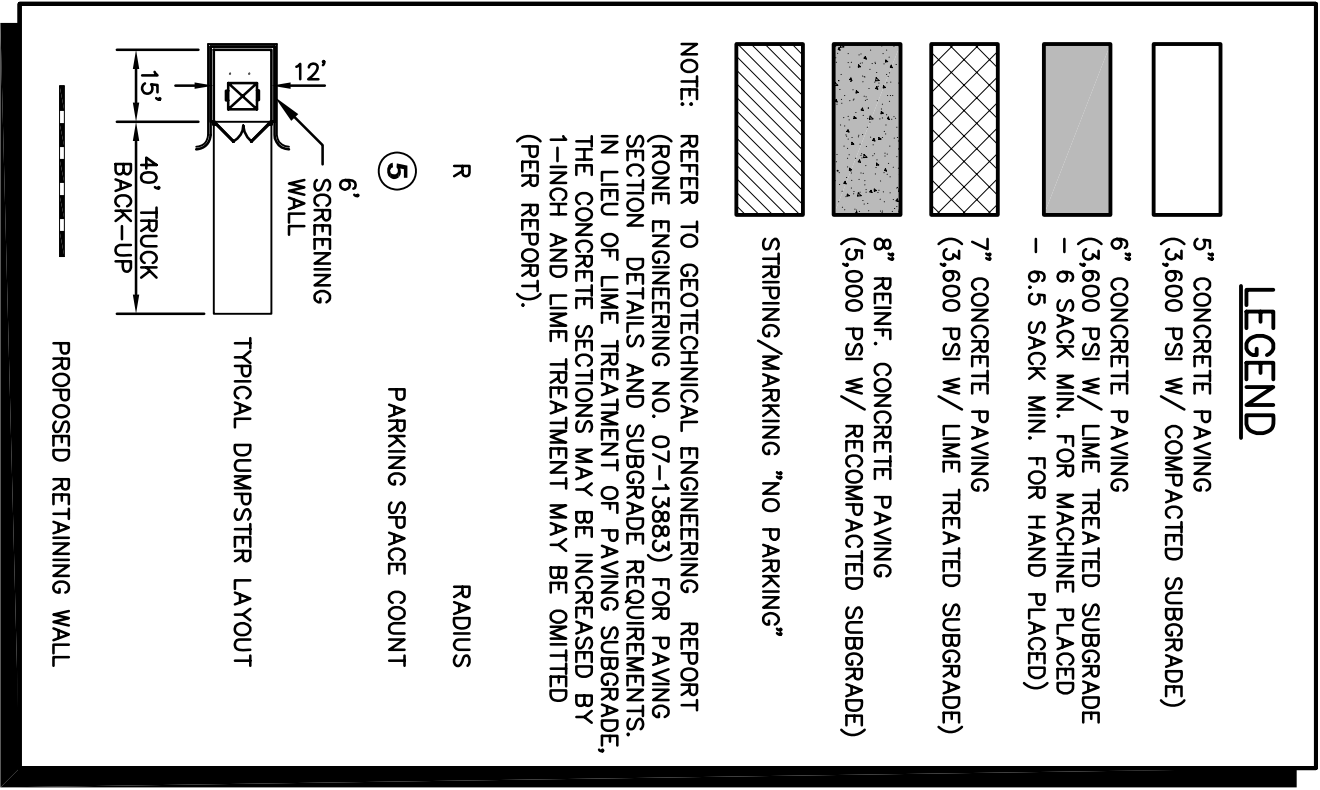 LEGEND
5" CONCRETE PAVING
(3,600 PSI W/ COMPACTED SUBGRADE)
6" CONCRETE PAVING
(3,600 PSI W/ LIME TREATED SUBGRADE
- 6 SACK MIN. FOR MACHINE PLACED
- 6.5 SACK MIN. FOR HAND PLACED)
7" CONCRETE PAVING
(3,600 PSI W/ LIME TREATED SUBGRADE)
8" REINF. CONCRETE PAVING
(5,000 PSI W/ RECOMPACTED SUBGRADE)
STRIPING/MARKING "NO PARKING"
NOTE: REFER TO GEOTECHNICAL ENGINEERING REPORT
(RONE ENGINEERING NO. 07-13883) FOR PAVING
SECTION DETAILS AND SUBGRADE REQUIREMENTS.
IN LIEU OF LIME TREATMENT OF PAVING SUBGRADE,
THE CONCRETE SECTIONS MAY BE INCREASED BY
1-INCH AND LIME TREATMENT MAY BE OMITTED
(PER REPORT).
R RADIUS
5 PARKING SPACE COUNT
6'
SCREENING
WALL
12'
15'
40' TRUCK
BACK-UP
TYPICAL DUMPSTER LAYOUT
PROPOSED RETAINING WALL